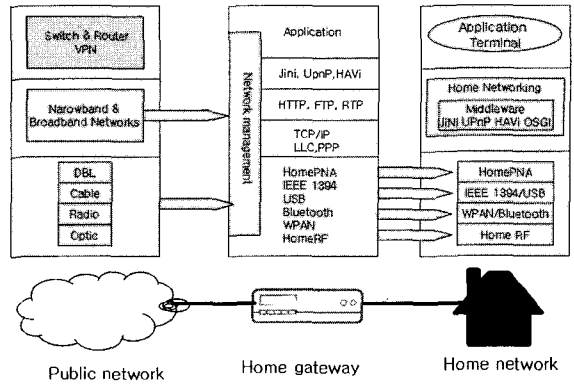 Switch & Router
VPN
Narowband &
Broadband Networks
DBL
Cable
Radio
Optic
Network management
Application
Jini, UpnP,HAVi
HTTP, FTP, RTP
TCP/IP
LLC,PPP
HomePNA
IEEE 1394
USB
Bluetooth
WPAN
HomeRF
Application
Terminal
Home Networking
Middleware
JiNi UPnP HAVi OSGI
HomePNA
IEEE 1394/USB
WPAN/Bluetooth
Home RF
Public network
Home gateway
Home network